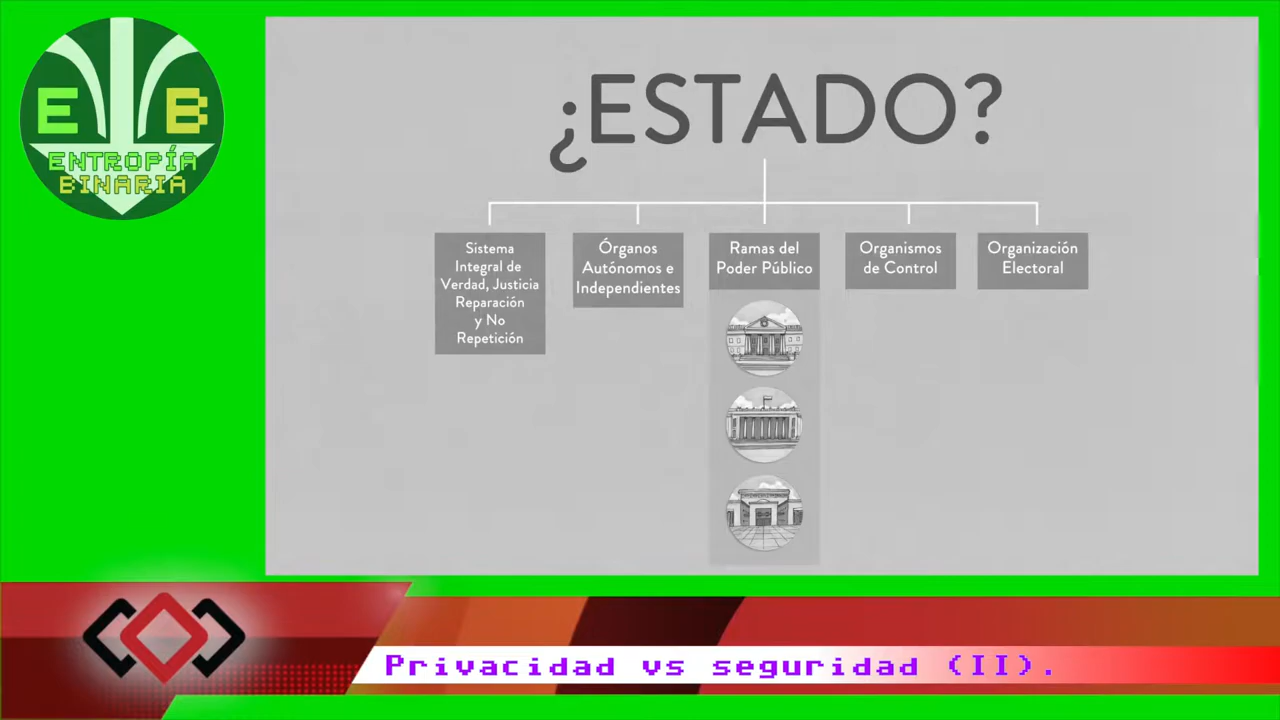 E B
ENTROPÍA
BINARIA
¿ESTADO?
Sistema
Integral de
Verdad, Justicia
Reparación
y No
Repetición
Órganos
Autónomos e
Independientes
Ramas del
Poder Público
Organismos
de Control
Organización
Electoral
Privacidad vs seguridad (II).